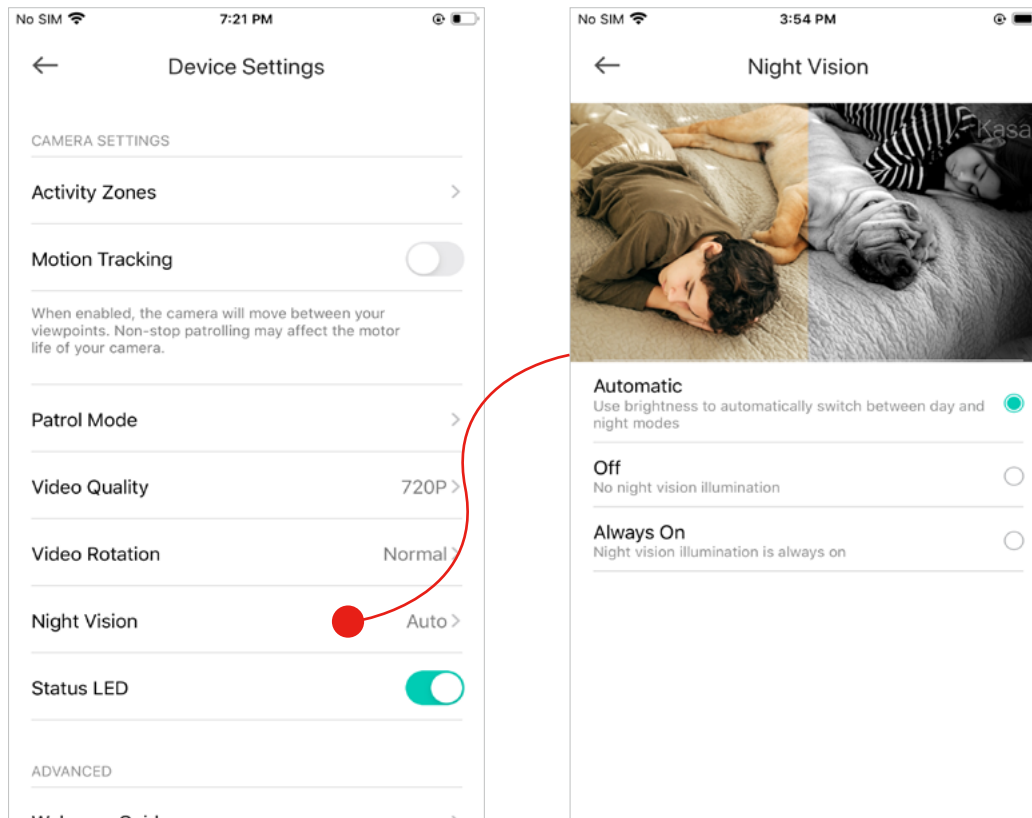 No SIM 7:21 PM
Device Settings
CAMERA SETTINGS
Activity Zones
Motion Tracking
When enabled, the camera will move between your
viewpoints. Non-stop patrolling may affect the motor
life of your camera.
Patrol Mode
Video Quality 720P
Video Rotation Normal
Night Vision Auto
Status LED
ADVANCED
No SIM 3:54 PM
Night Vision
Kasa
Automatic
Use brightness to automatically switch between day and
night modes
Off
No night vision illumination
Always On
Night vision illumination is always on